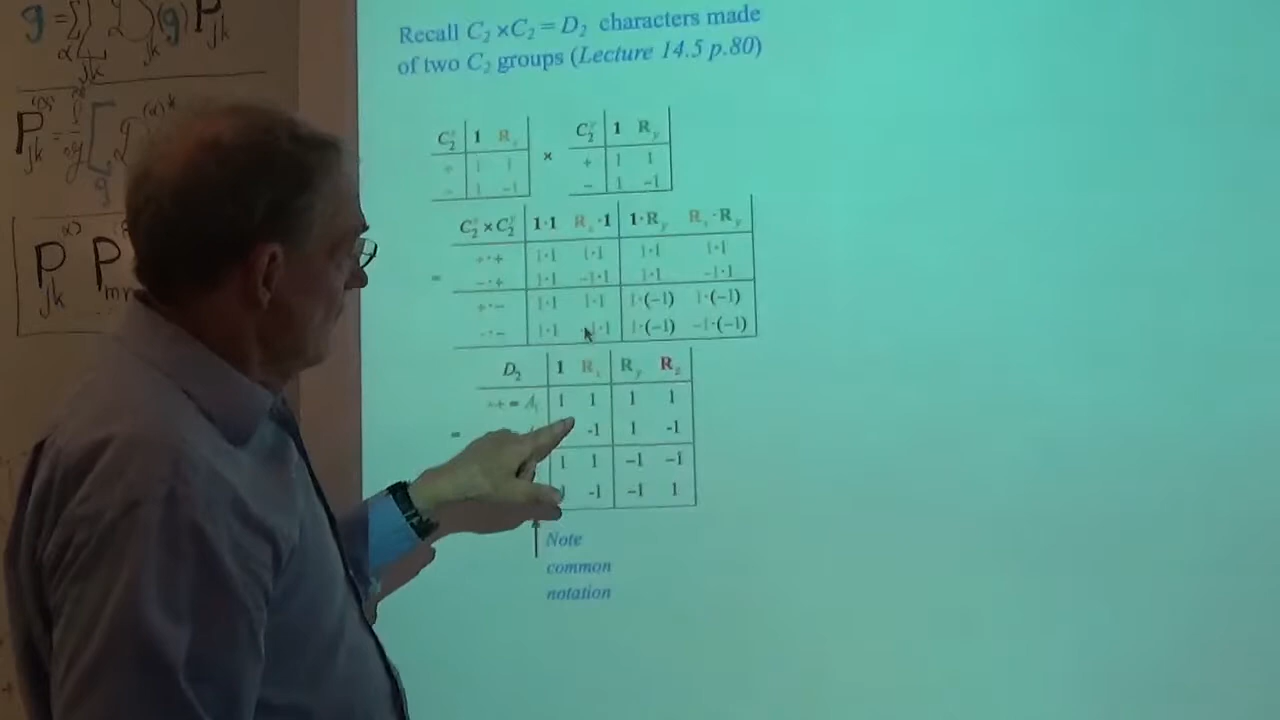 Recall C₂ × C₂ = D₂ characters made
of two C₂ groups (Lecture 14.5 p.80)
C₂ˣ 1 Rₓ
+ 1 1
− 1 −1
×
C₂ʸ 1 Rᵧ
+ 1 1
− 1 −1
C₂ˣ × C₂ʸ 1·1 Rₓ·1 1·Rᵧ Rₓ·Rᵧ
+·+ 1·1 1·1 1·1 1·1
= −·+ 1·1 −1·1 1·1 −1·1
+·− 1·1 1·1 1·(−1) 1·(−1)
−·− 1·1 −1·1 1·(−1) −1·(−1)
D₂ 1 Rₓ Rᵧ R_z
= A₁ 1 1 1 1
= -1 1 -1
1 1 −1 −1
-1 −1 1
Note
common
notation
g = Σ Σ (g) P jk
P jk
P jk P